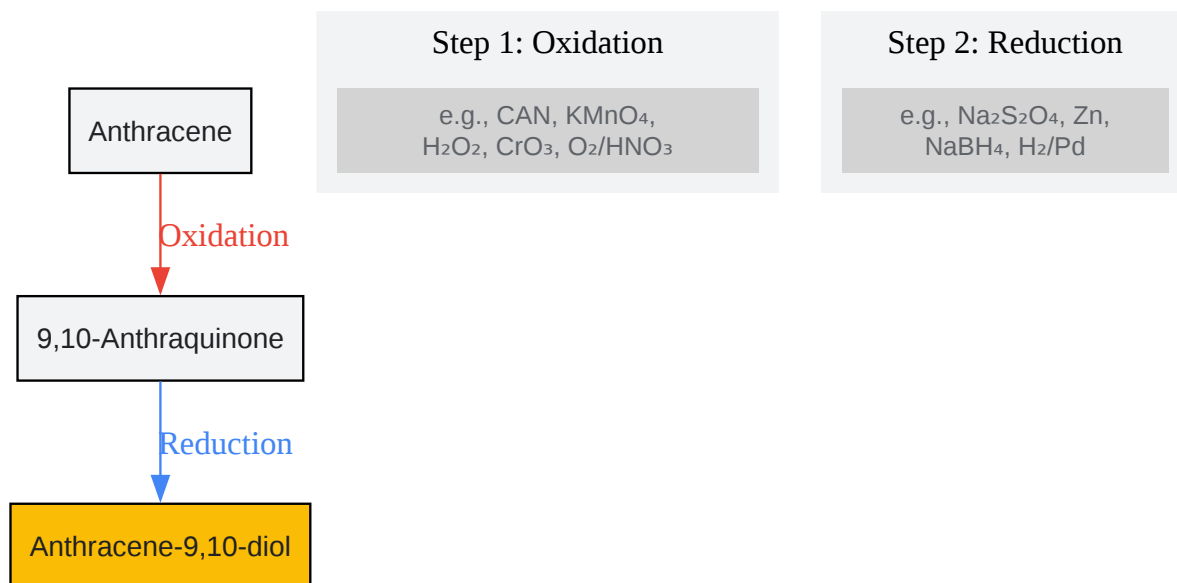 Step 1: Oxidation
Step 2: Reduction
Anthracene
e.g., CAN, KMnO₄,
H₂O₂, CrO₃, O₂/HNO₃
e.g., Na₂S₂O₄, Zn,
NaBH₄, H₂/Pd
Oxidation
9,10-Anthraquinone
Reduction
Anthracene-9,10-diol